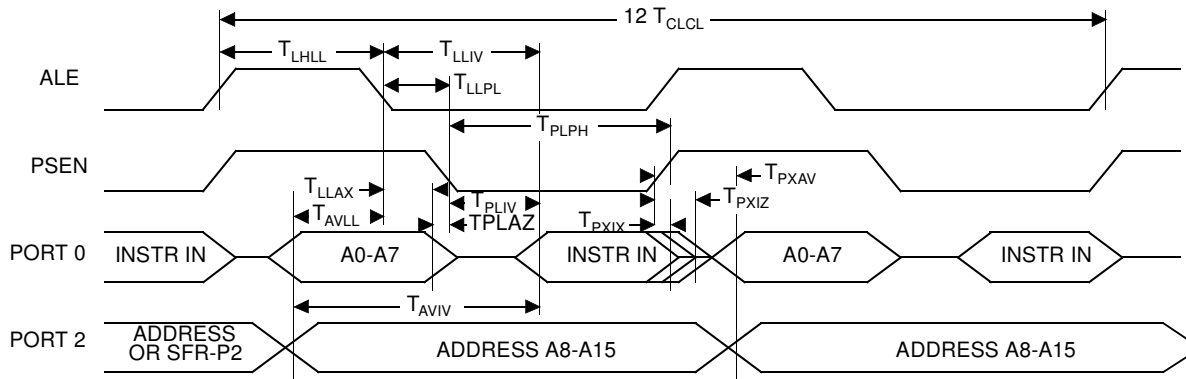 12 TCLCL
TLHLL TLLIV
ALE
TLLPL
TPLPH
PSEN
TLLAX TPXAV
TPLIV TPXIZ
TAVLL TPLAZ TPXIX
PORT 0 INSTR IN A0-A7 INSTR IN A0-A7 INSTR IN
TAVIV
PORT 2 ADDRESS OR SFR-P2 ADDRESS A8-A15 ADDRESS A8-A15